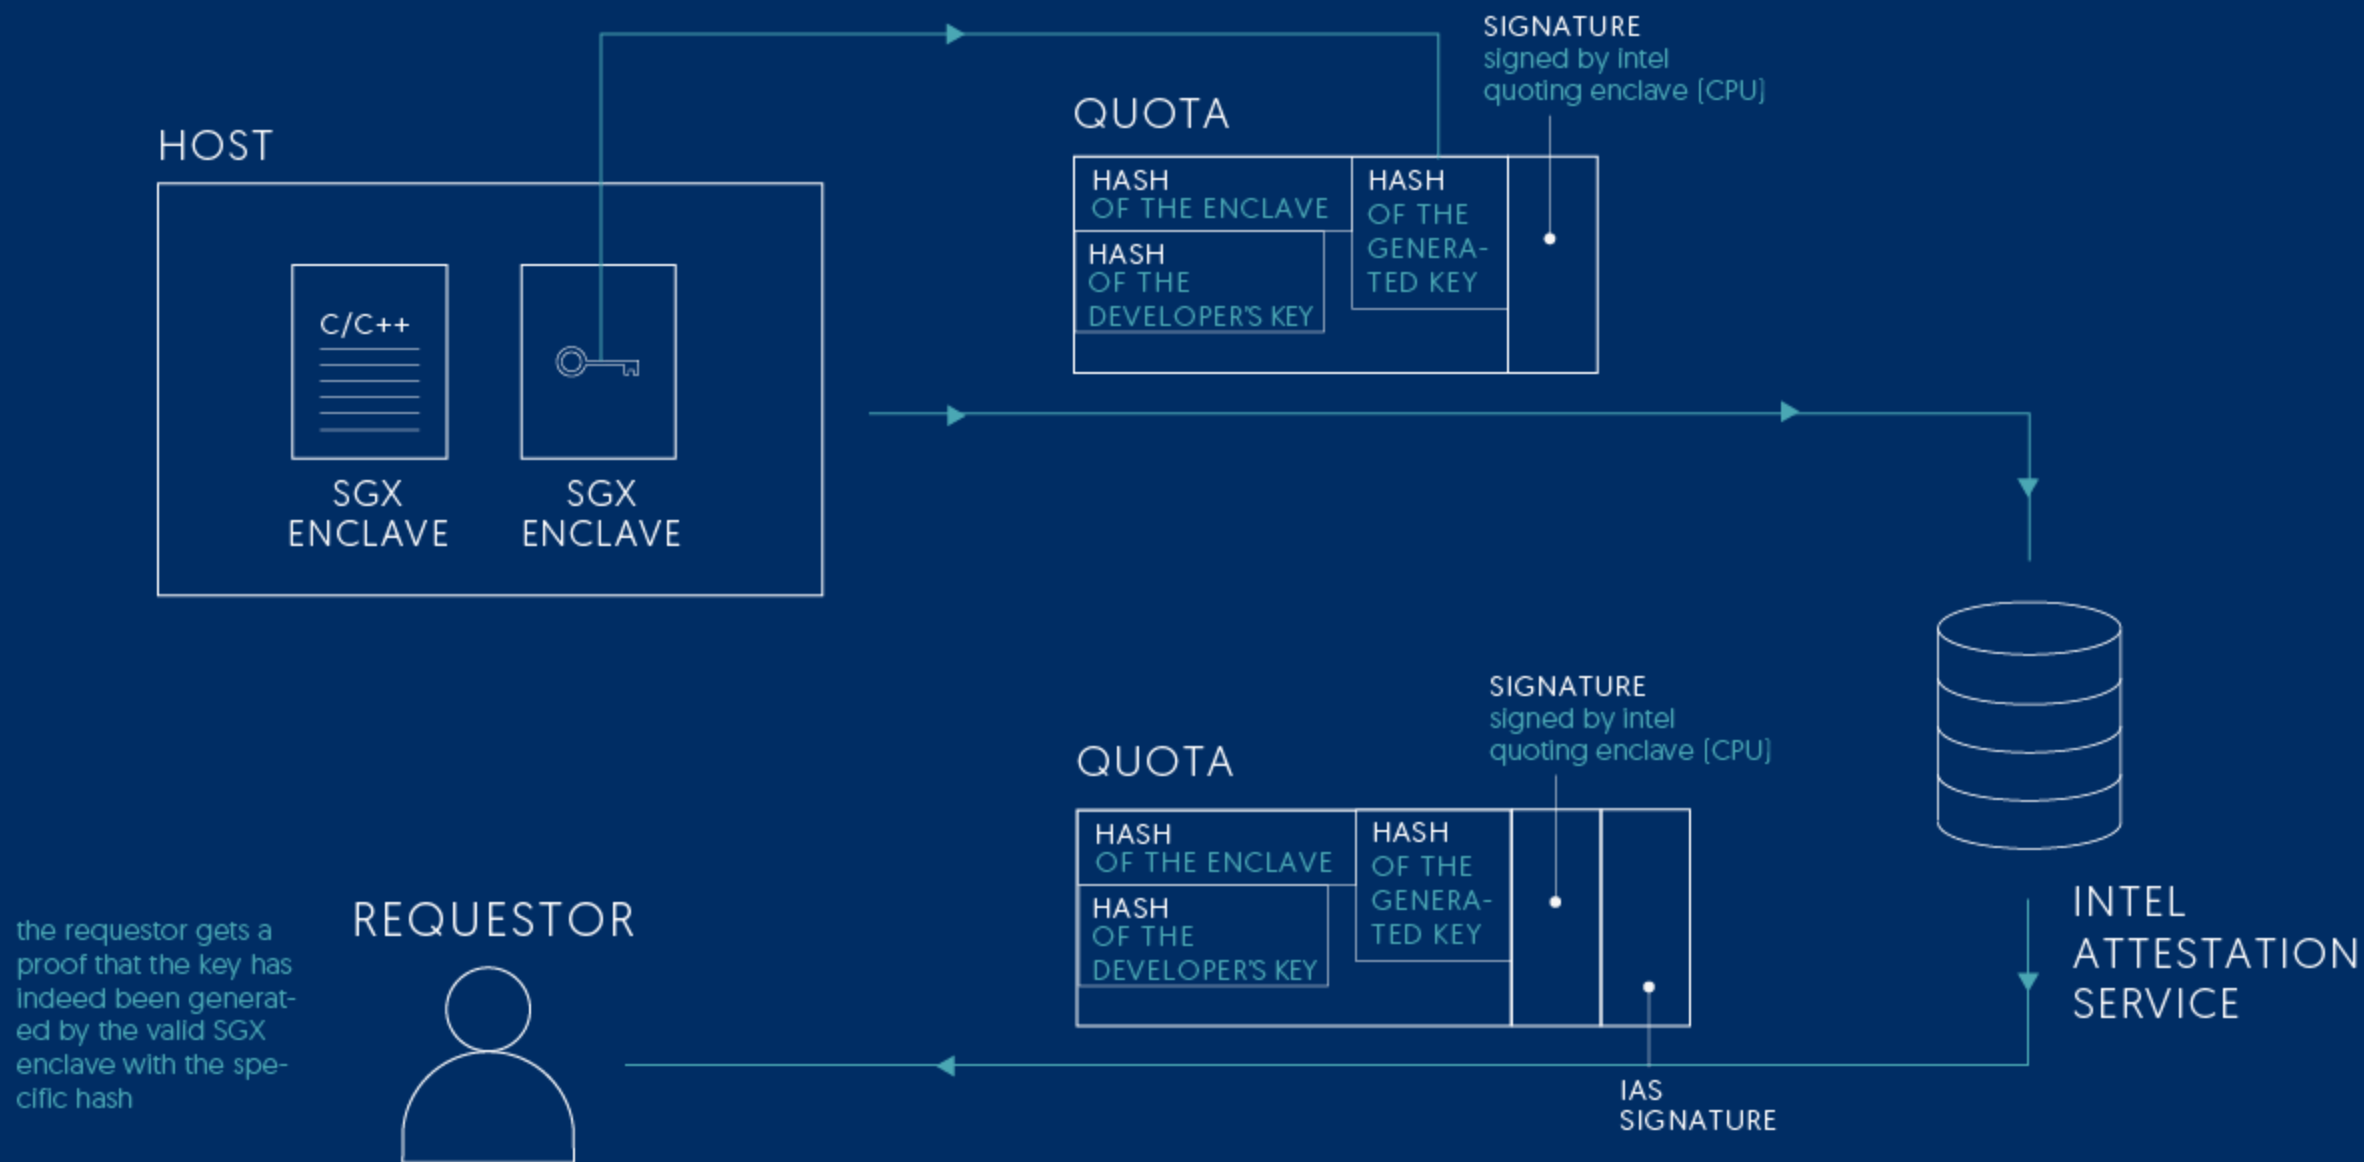 SIGNATURE
signed by intel
quoting enclave (CPU)
QUOTA
HOST
HASH
OF THE ENCLAVE
HASH
OF THE
DEVELOPER'S KEY
HASH
OF THE
GENERA-
TED KEY
C/C++
SGX
ENCLAVE
SGX
ENCLAVE
SIGNATURE
signed by intel
quoting enclave (CPU)
QUOTA
HASH
OF THE ENCLAVE
HASH
OF THE
DEVELOPER'S KEY
HASH
OF THE
GENERA-
TED KEY
INTEL
ATTESTATION
SERVICE
REQUESTOR
the requestor gets a
proof that the key has
indeed been generat-
ed by the valid SGX
enclave with the spe-
cific hash
IAS
SIGNATURE